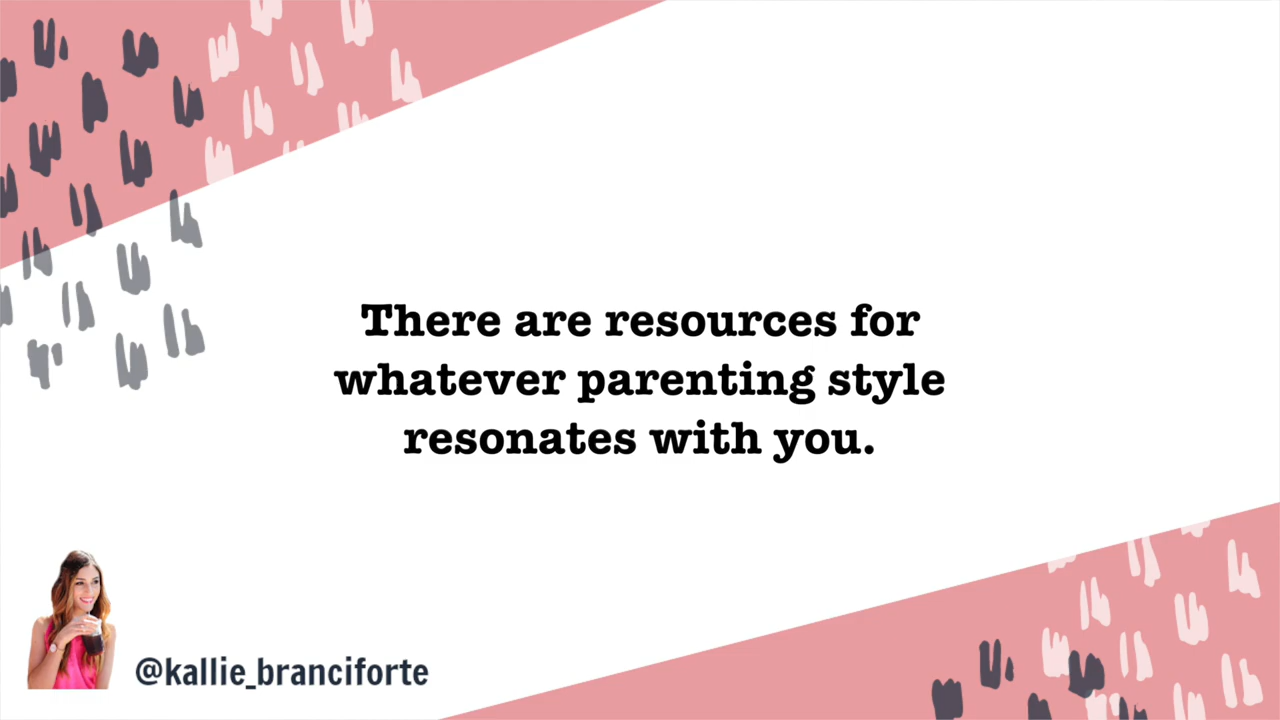 There are resources for
whatever parenting style
resonates with you.
@kallie_branciforte